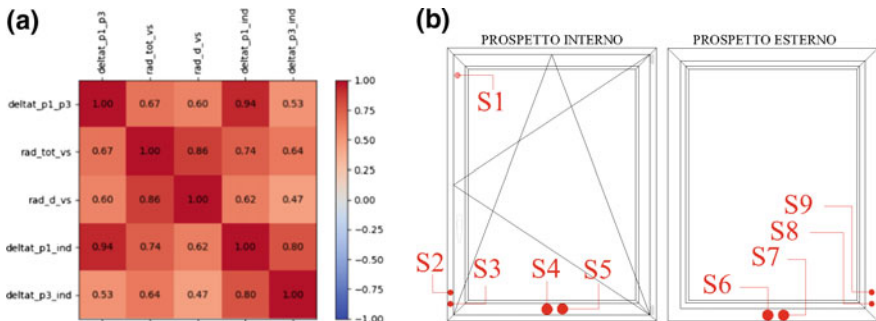 (a)
deltat_p1_p3
rad_tot_vs
rad_d_vs
deltat_p1_ind
deltat_p3_ind
deltat_p1_p3 1.00 0.67 0.60 0.94 0.53
rad_tot_vs 0.67 1.00 0.86 0.74 0.64
rad_d_vs 0.60 0.86 1.00 0.62 0.47
deltat_p1_ind 0.94 0.74 0.62 1.00 0.80
deltat_p3_ind 0.53 0.64 0.47 0.80 1.00
1.00
0.75
0.50
0.25
0.00
−0.25
−0.50
−0.75
−1.00
(b)
PROSPETTO INTERNO
S1
S2
S3
S4
S5
PROSPETTO ESTERNO
S9
S8
S7
S6